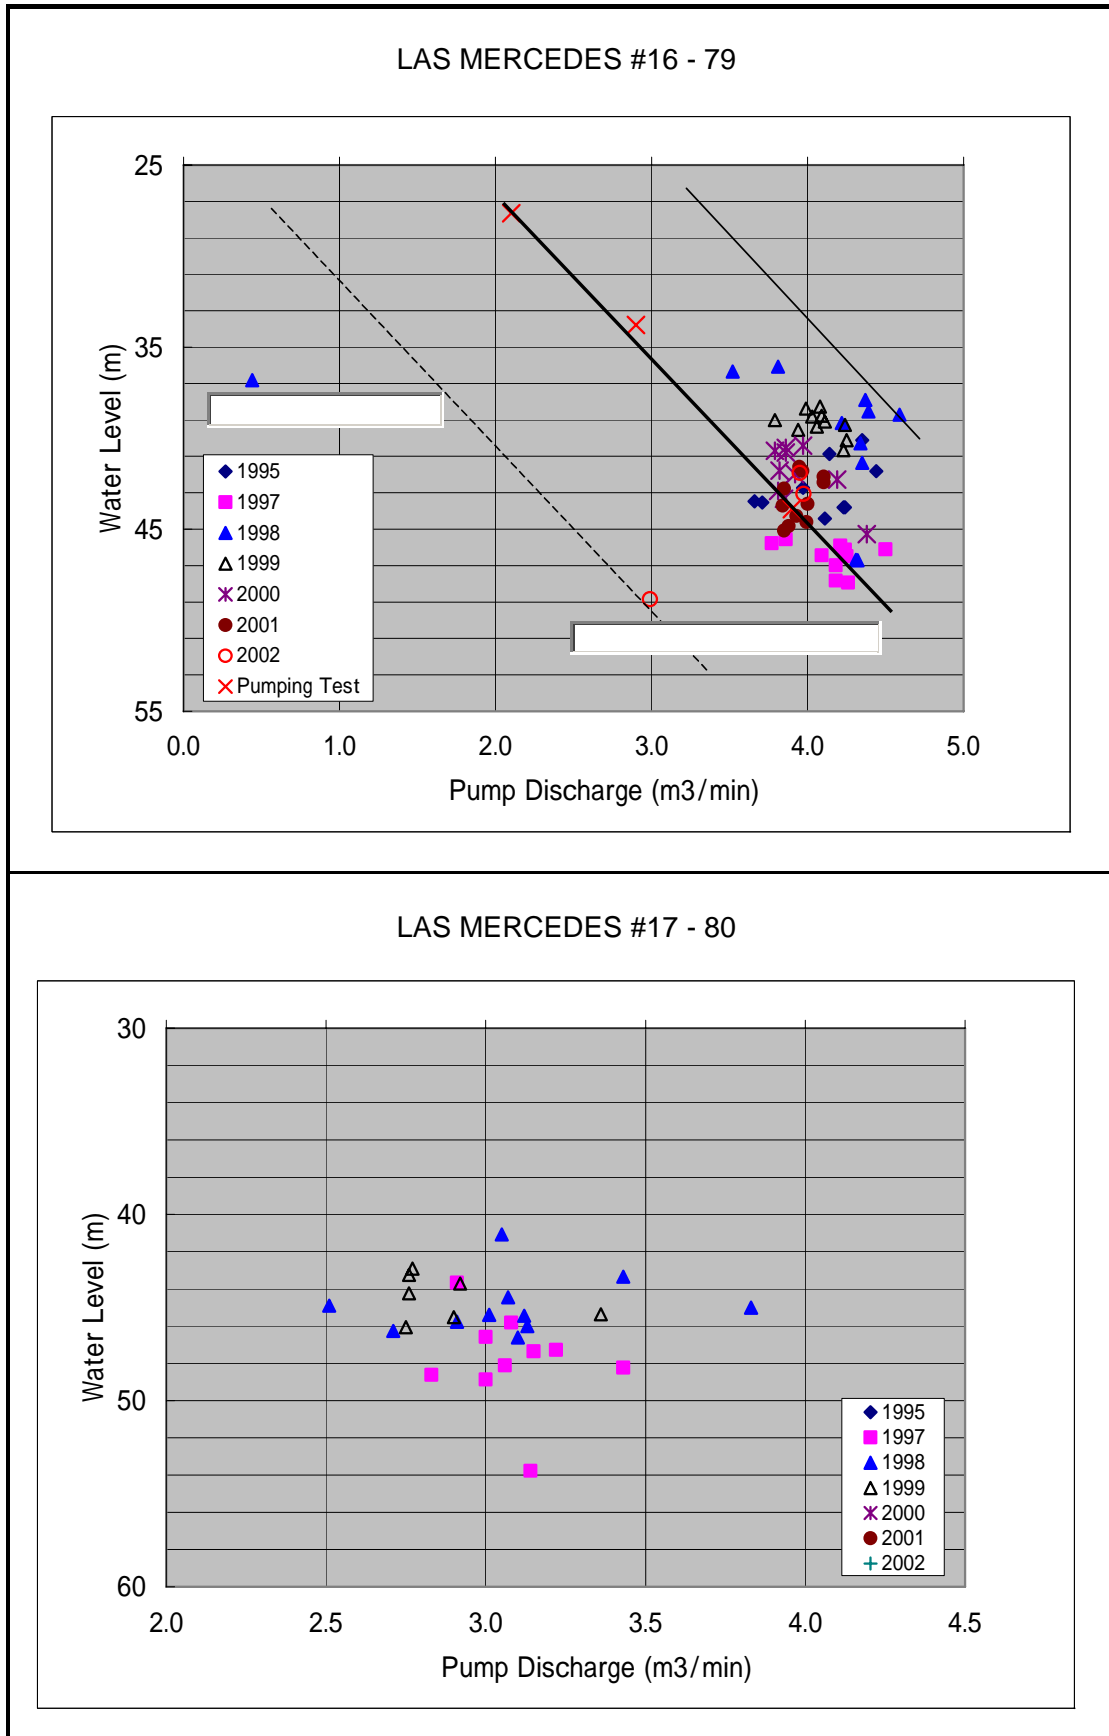 LAS MERCEDES #16 - 79
25
35
45
55
Water Level (m)
1995
1997
1998
1999
2000
2001
2002
Pumping Test
0.0 1.0 2.0 3.0 4.0 5.0
Pump Discharge (m3/min)
LAS MERCEDES #17 - 80
30
40
50
60
Water Level (m)
1995
1997
1998
1999
2000
2001
2002
2.0 2.5 3.0 3.5 4.0 4.5
Pump Discharge (m3/min)